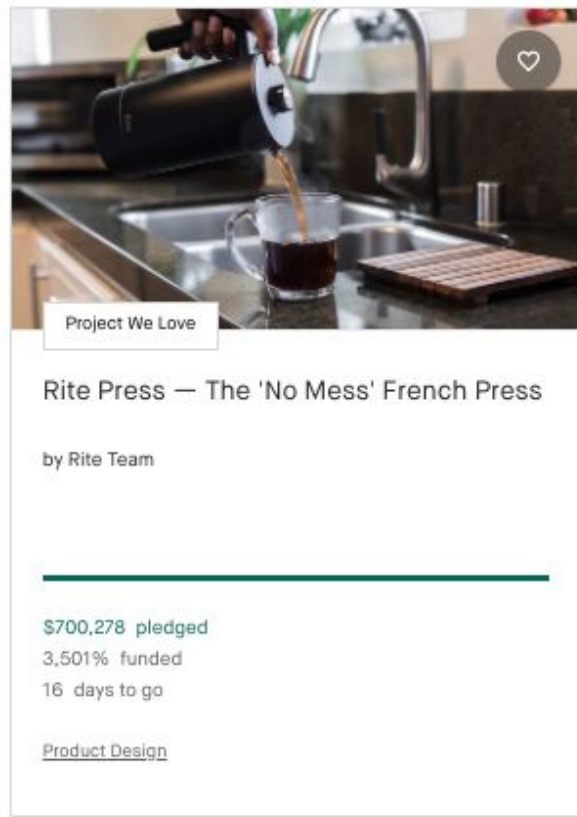 Project We Love
Rite Press — The 'No Mess' French Press
by Rite Team
$700,278 pledged
3,501% funded
16 days to go
Product Design